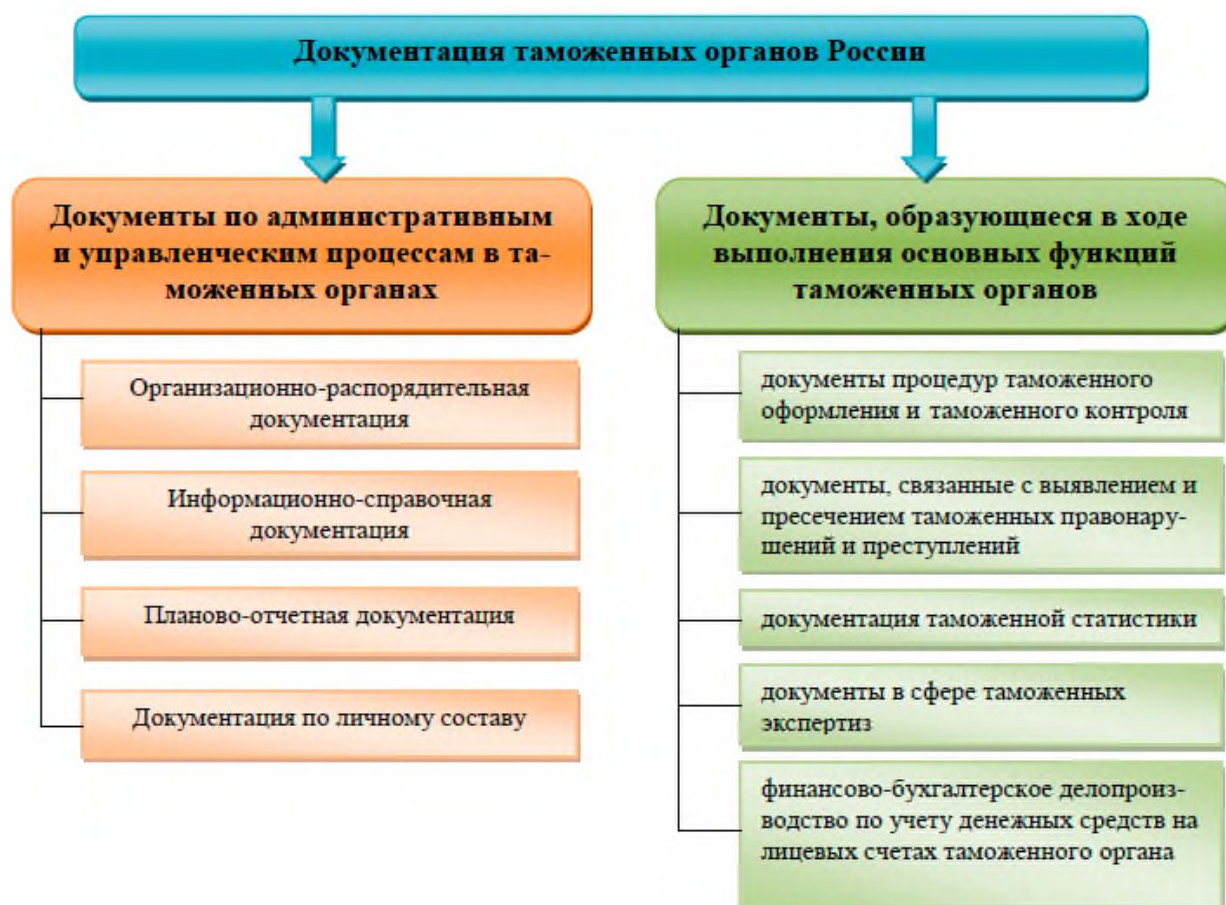 Документация таможенных органов России
Документы по административным
и управленческим процессам в та-
моженных органах
Организационно-распорядительная
документация
Информационно-справочная
документация
Планово-отчетная документация
Документация по личному составу
Документы, образующиеся в ходе
выполнения основных функций
таможенных органов
документы процедур таможенного
оформления и таможенного контроля
документы, связанные с выявлением и
пресечением таможенных правонару-
шений и преступлений
документация таможенной статистики
документы в сфере таможенных
экспертиз
финансово-бухгалтерское делопроиз-
водство по учету денежных средств на
лицевых счетах таможенного органа